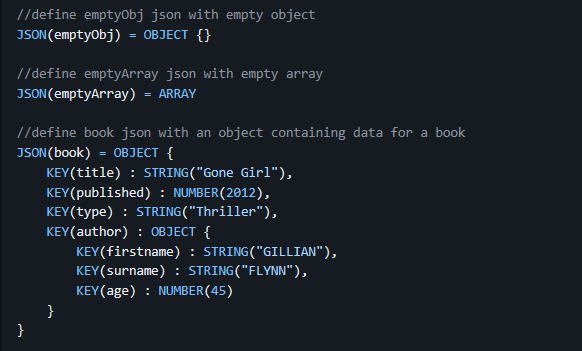 //define emptyObj json with empty object
JSON(emptyObj) = OBJECT {}
//define emptyArray json with empty array
JSON(emptyArray) = ARRAY
//define book json with an object containing data for a book
JSON(book) = OBJECT {
    KEY(title) : STRING("Gone Girl"),
    KEY(published) : NUMBER(2012),
    KEY(type) : STRING("Thriller"),
    KEY(author) : OBJECT {
        KEY(firstname) : STRING("GILLIAN"),
        KEY(surname) : STRING("FLYNN"),
        KEY(age) : NUMBER(45)
    }
}